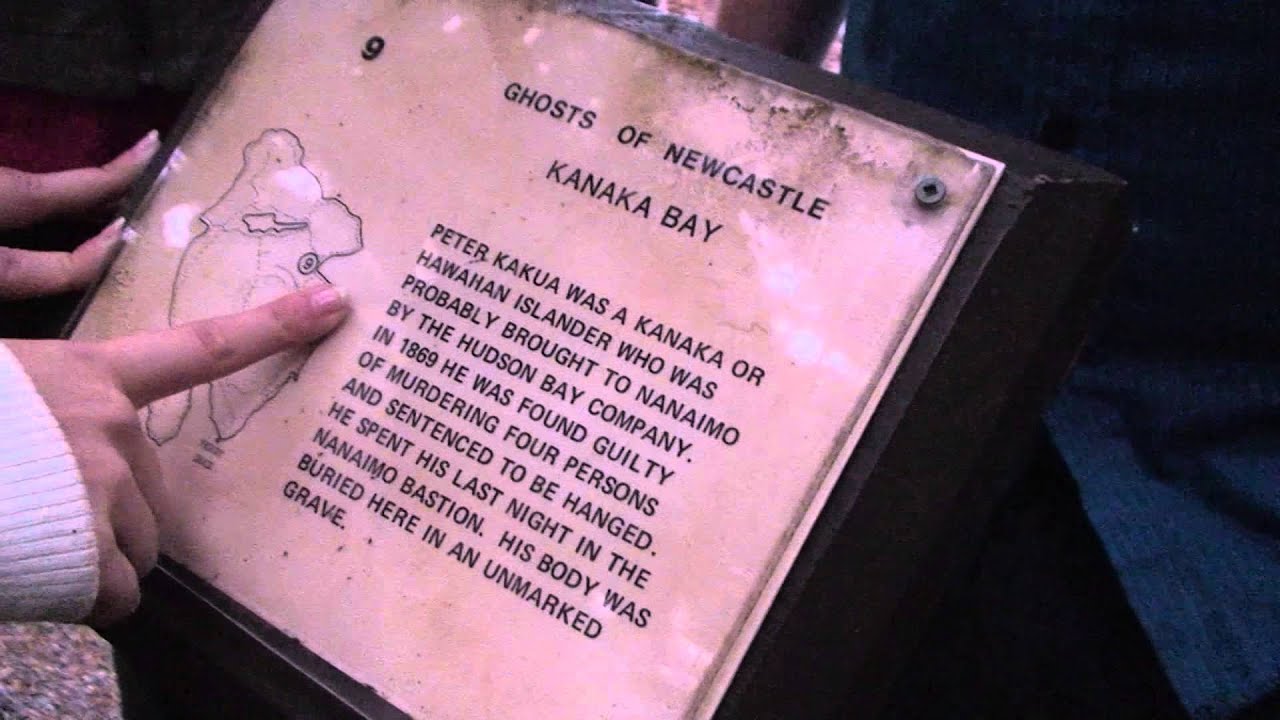 9
GHOSTS OF NEWCASTLE
KANAKA BAY
PETER KAKUA WAS A KANAKA OR
HAWAIIAN ISLANDER WHO WAS
PROBABLY BROUGHT TO NANAIMO
BY THE HUDSON BAY COMPANY.
IN 1869 HE WAS FOUND GUILTY
OF MURDERING FOUR PERSONS
AND SENTENCED TO BE HANGED.
HE SPENT HIS LAST NIGHT IN THE
NANAIMO BASTION. HIS BODY WAS
BURIED HERE IN AN UNMARKED
GRAVE.
9